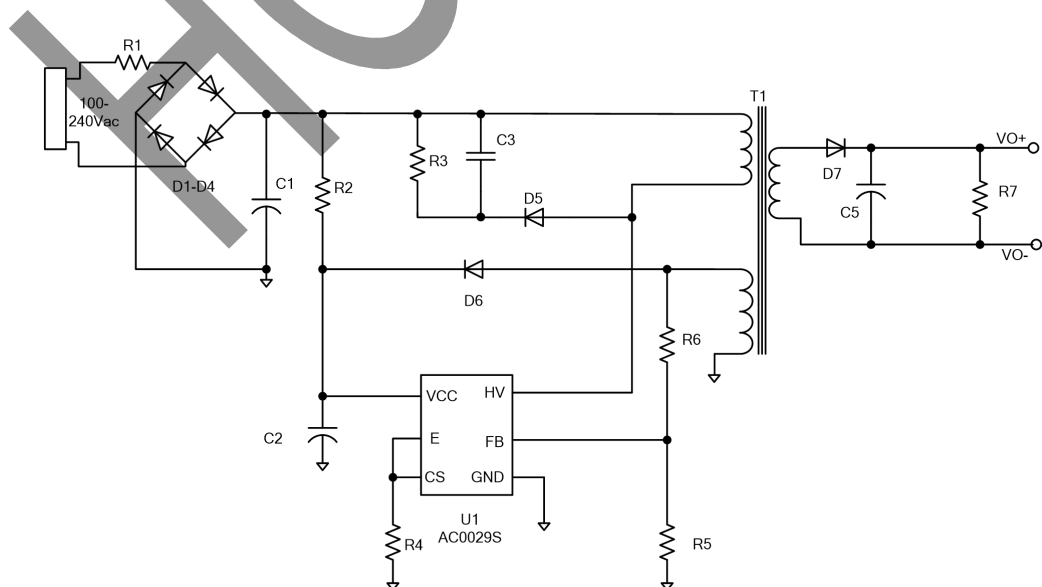 R1
100-
240Vac
D1-D4
C1
R2
R3
C3
D5
D6
T1
D7
C5
R7
VO+
VO-
R6
VCC
HV
E
FB
CS
GND
C2
U1
AC0029S
R4
R5